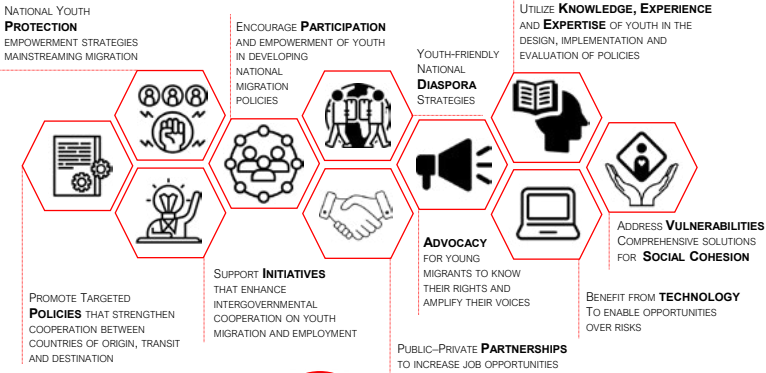 National Youth
Protection
empowerment strategies
mainstreaming migration
Encourage Participation
and empowerment of youth
in developing
national
migration
policies
Youth-friendly
National
Diaspora
Strategies
Utilize Knowledge, Experience
and Expertise of youth in the
design, implementation and
evaluation of policies
Promote Targeted
Policies that strengthen
cooperation between
countries of origin, transit
and destination
Support Initiatives
that enhance
intergovernmental
cooperation on youth
migration and employment
Advocacy
for young
migrants to know
their rights and
amplify their voices
Public–Private Partnerships
to increase job opportunities
Benefit from technology
To enable opportunities
over risks
Address Vulnerabilities
Comprehensive solutions
for Social Cohesion